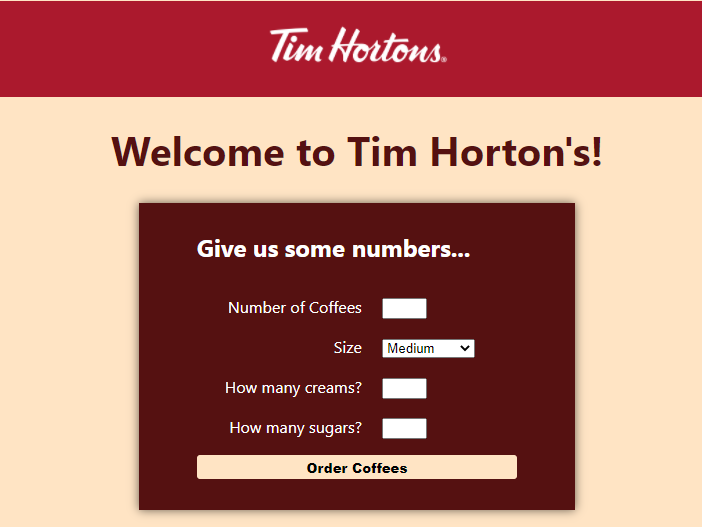 Tim Hortons®
Welcome to Tim Horton's!
Give us some numbers...
Number of Coffees
Size Medium
How many creams?
How many sugars?
Order Coffees